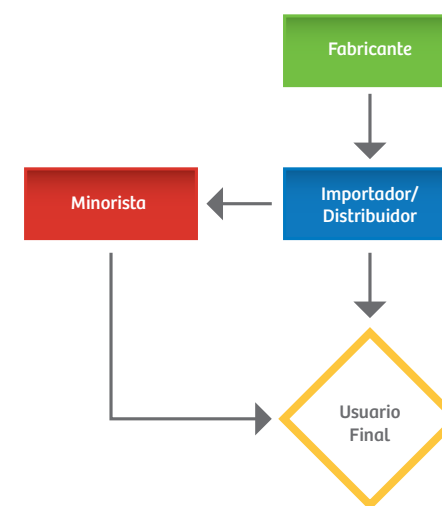 Fabricante
Minorista
Importador/
Distribuidor
Usuario
Final